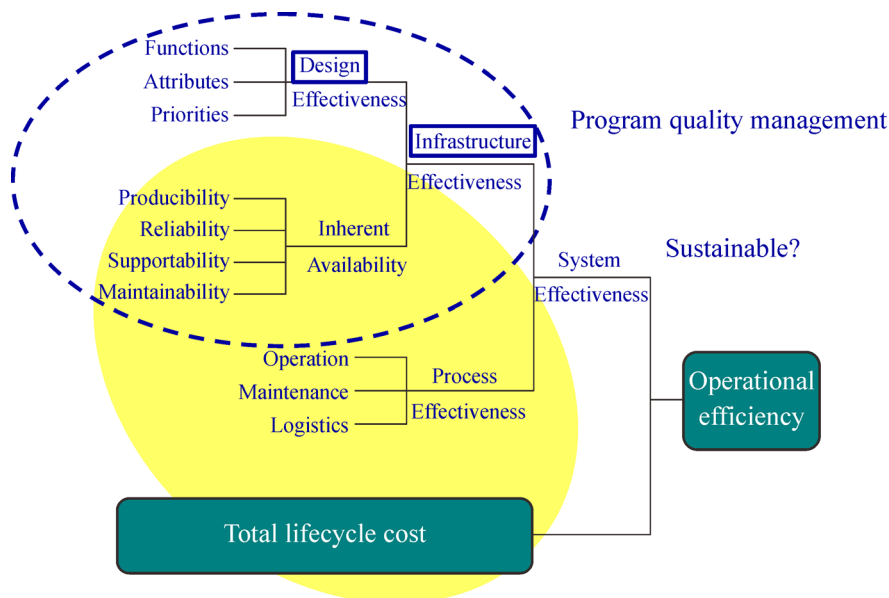 Functions
Attributes
Priorities
Design
Effectiveness
Infrastructure
Effectiveness
Program quality management
Producibility
Reliability
Supportability
Maintainability
Inherent
Availability
System
Effectiveness
Sustainable?
Operation
Maintenance
Logistics
Process
Effectiveness
Operational
efficiency
Total lifecycle cost